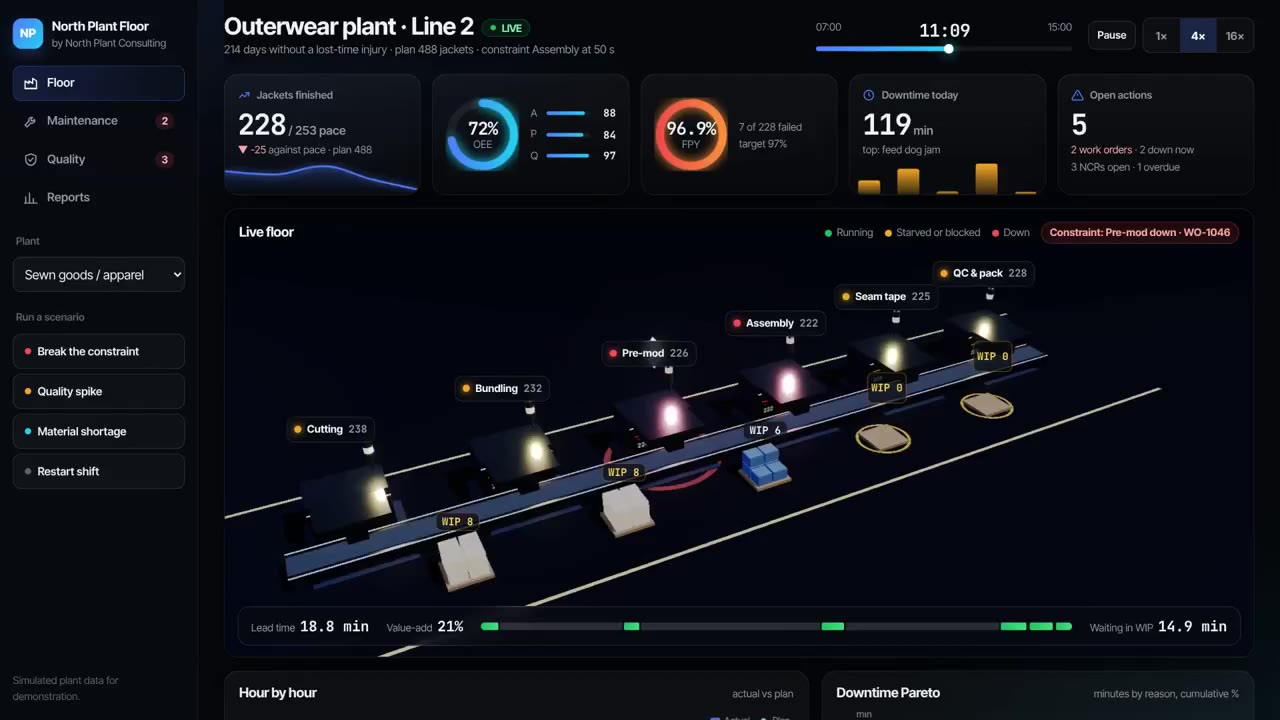 NP
North Plant Floor
by North Plant Consulting
Floor
Maintenance 2
Quality 3
Reports
Plant
Sewn goods / apparel
Run a scenario
Break the constraint
Quality spike
Material shortage
Restart shift
Simulated plant data for
demonstration.
Outerwear plant · Line 2 LIVE
214 days without a lost-time injury · plan 488 jackets · constraint Assembly at 50 s
07:00 11:09 15:00
Pause 1× 4× 16×
Jackets finished
228 / 253 pace
▼ -25 against pace · plan 488
72%
OEE
A 88
P 84
Q 97
96.9%
FPY
7 of 228 failed
target 97%
Downtime today
119 min
top: feed dog jam
Open actions
5
2 work orders · 2 down now
3 NCRs open · 1 overdue
Live floor
Running Starved or blocked Down Constraint: Pre-mod down · WO-1046
QC & pack 228
Seam tape 225
Assembly 222
Pre-mod 226
Bundling 232
Cutting 238
WIP 0
WIP 0
WIP 6
WIP 8
WIP 8
Lead time 18.8 min Value-add 21% Waiting in WIP 14.9 min
Hour by hour actual vs plan
Downtime Pareto minutes by reason, cumulative %
min